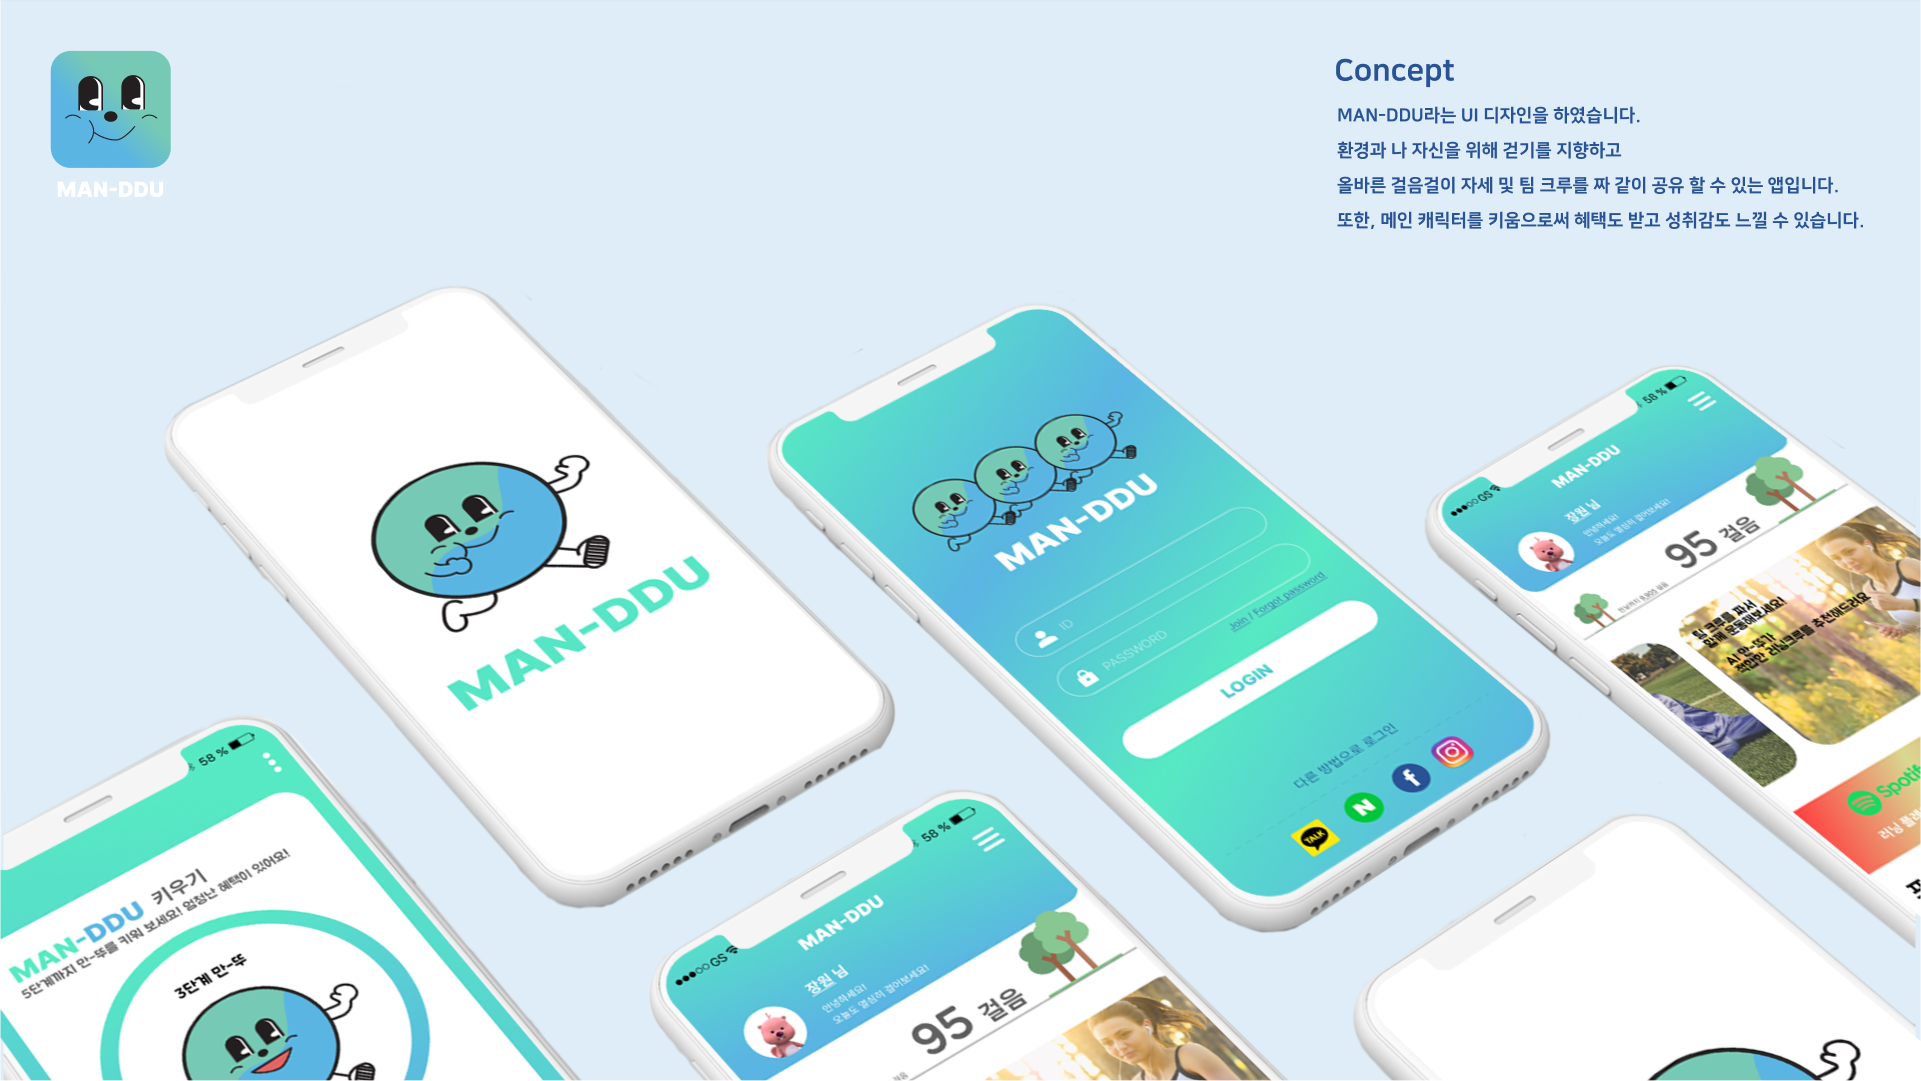 MAN-DDU
Concept
MAN-DDU라는 UI 디자인을 하였습니다.
환경과 나 자신을 위해 걷기를 지향하고
올바른 걸음걸이 자세 및 팀 크루를 짜 같이 공유 할 수 있는 앱입니다.
또한, 메인 캐릭터를 키움으로써 혜택도 받고 성취감도 느낄 수 있습니다.
MAN-DDU
MAN-DDU
ID
PASSWORD
Join / Forgot password
LOGIN
다른 방법으로 로그인
TALK
N
f
GS
58 %
MAN-DDU
장원 님
안녕하세요!
오늘도 열심히 걸어보세요!
95 걸음
팀 크루를 짜서
함께 운동해보세요!
AI 만-뚜가
적합한 러닝크루를 추천해드려요
Spotif
58 %
MAN-DDU 키우기
5단계까지 만-뚜를 키워 보세요! 엄청난 혜택이 있어요!
3단계 만-뚜
GS
58 %
MAN-DDU
장원 님
안녕하세요!
오늘도 열심히 걸어보세요!
95 걸음